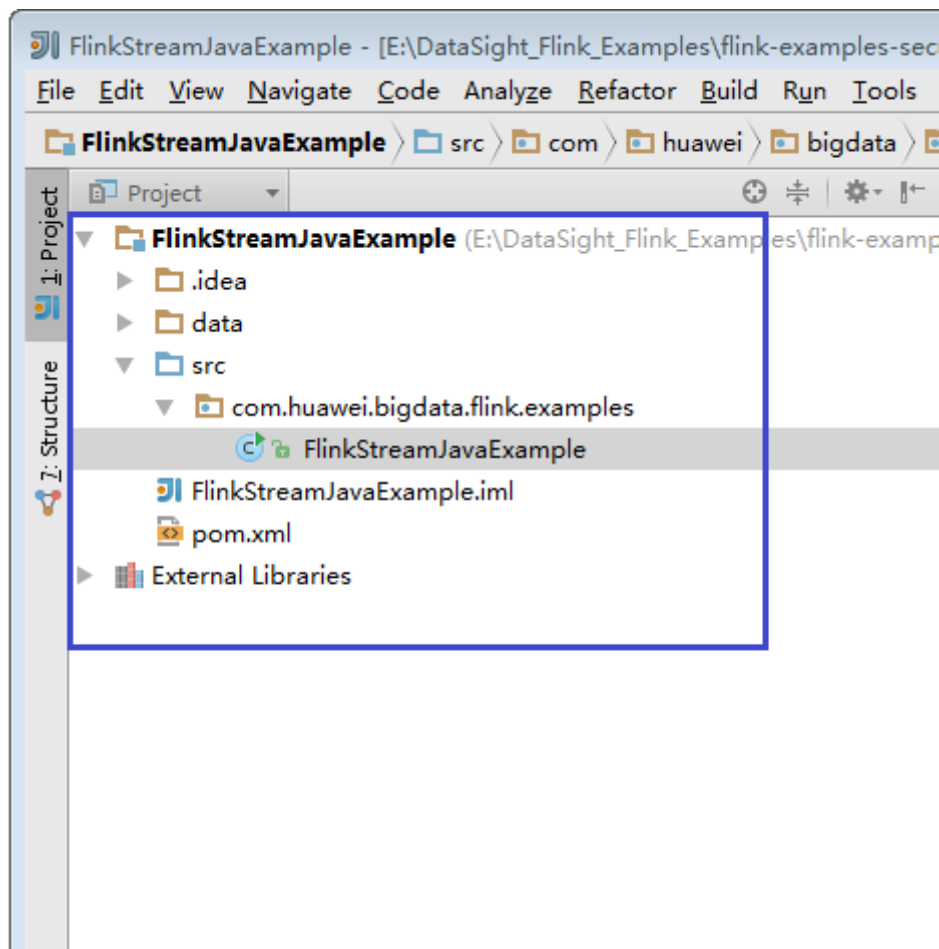 FlinkStreamJavaExample - [E:\DataSight_Flink_Examples\flink-examples-sec
File Edit View Navigate Code Analyze Refactor Build Run Tools
FlinkStreamJavaExample src com huawei bigdata
Project
1: Project
FlinkStreamJavaExample (E:\DataSight_Flink_Examples\flink-examp
.idea
data
src
7: Structure
com.huawei.bigdata.flink.examples
FlinkStreamJavaExample
FlinkStreamJavaExample.iml
pom.xml
External Libraries